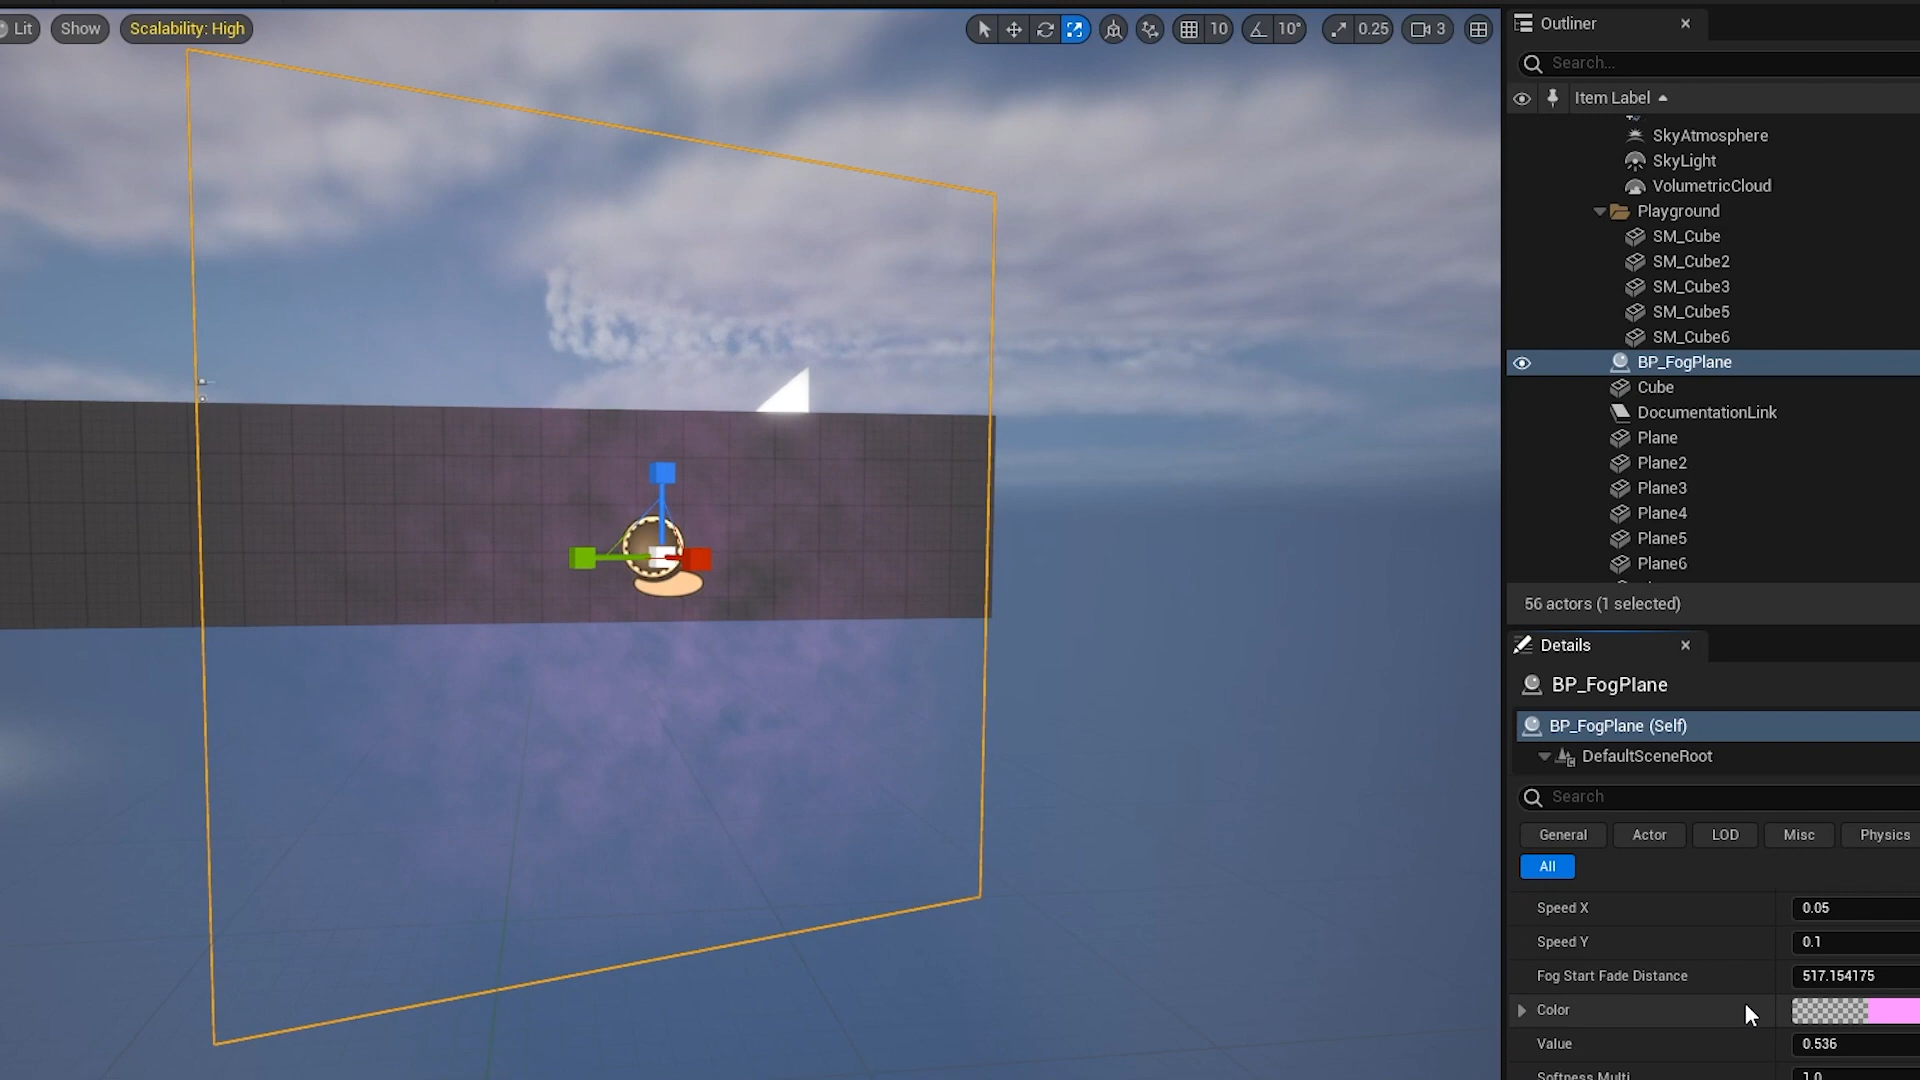 Lit Show Scalability: High 10 10° 0.25 3
Outliner
Search...
Item Label
SkyAtmosphere
SkyLight
VolumetricCloud
Playground
SM_Cube
SM_Cube2
SM_Cube3
SM_Cube5
SM_Cube6
BP_FogPlane
Cube
DocumentationLink
Plane
Plane2
Plane3
Plane4
Plane5
Plane6
56 actors (1 selected)
Details
BP_FogPlane
BP_FogPlane (Self)
DefaultSceneRoot
Search
General Actor LOD Misc Physics
All
Speed X 0.05
Speed Y 0.1
Fog Start Fade Distance 517.154175
Color
Value 0.536
Softness Multi 1.0